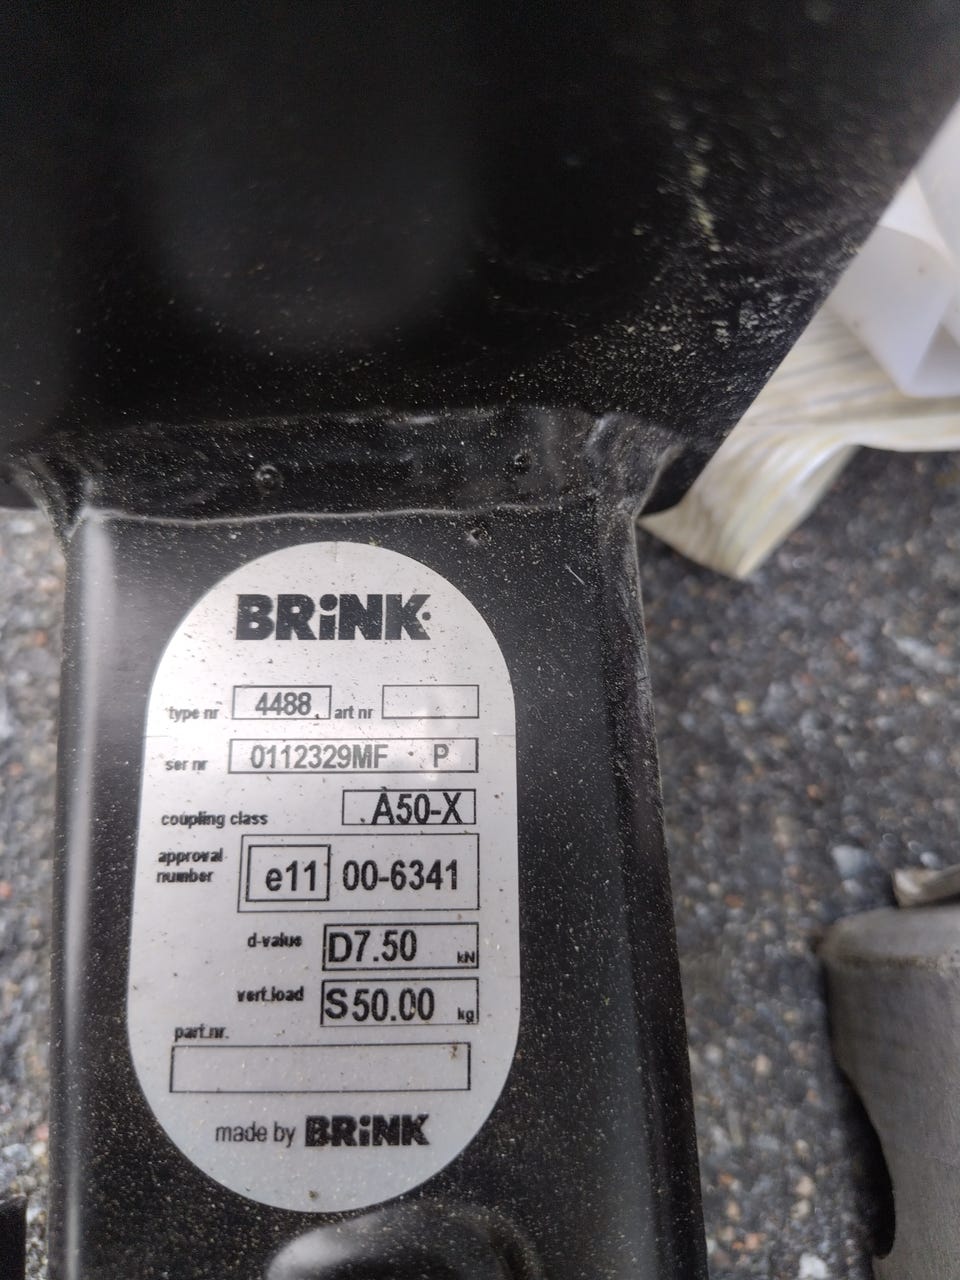 BRiNK
type nr 4488 art nr
ser nr 0112329MF P
coupling class A50-X
approval number e11 00-6341
d-value D7.50 kN
vert.load S50.00 kg
part.nr.
made by BRiNK